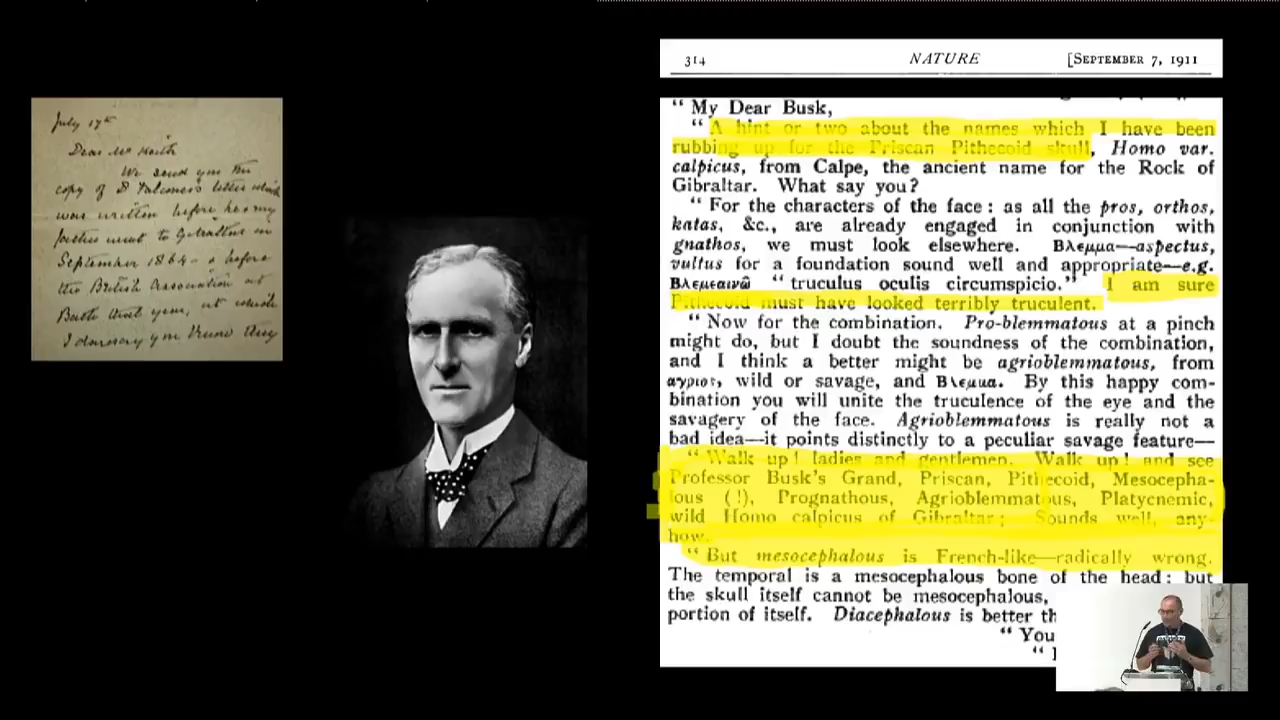 July 17th
Dear Mr Keith
We send you the
copy of Dr Falconer's letter which
was written before he & my
father went to Gibraltar in
September 1864 - & before
the British Association at
Bath that year, at which
I daresay you know they
314 NATURE [SEPTEMBER 7, 1911
“ My Dear Busk,
“ A hint or two about the names which I have been
rubbing up for the Priscan Pithecoid skull, Homo var.
calpicus, from Calpe, the ancient name for the Rock of
Gibraltar. What say you?
“ For the characters of the face : as all the pros, orthos,
katas, &c., are already engaged in conjunction with
gnathos, we must look elsewhere. Βλεμμα—aspectus,
vultus for a foundation sound well and appropriate—e.g.
Βλεμεαινῶ “ truculus oculis circumspicio.” I am sure
Pithecoid must have looked terribly truculent.
“ Now for the combination. Pro-blemmatous at a pinch
might do, but I doubt the soundness of the combination,
and I think a better might be agrioblemmatous, from
αγριος, wild or savage, and Βλεμμα. By this happy com-
bination you will unite the truculence of the eye and the
savagery of the face. Agrioblemmatous is really not a
bad idea—it points distinctly to a peculiar savage feature—
“ Walk up! ladies and gentlemen. Walk up! and see
Professor Busk's Grand, Priscan, Pithecoid, Mesocepha-
lous (!), Prognathous, Agrioblemmatous, Platycnemic,
wild Homo calpicus of Gibraltar; Sounds well, any-
how.
“ But mesocephalous is French-like—radically wrong.
The temporal is a mesocephalous bone of the head: but
the skull itself cannot be mesocephalous,
portion of itself. Diacephalous is better th
“ You